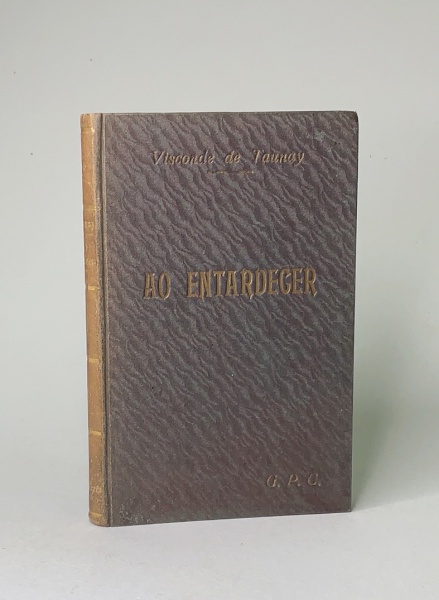 Visconde de Taunay
AO ENTARDECER
G. P. C.